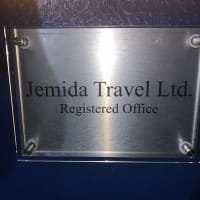 Jemida Travel Ltd.
Registered Office